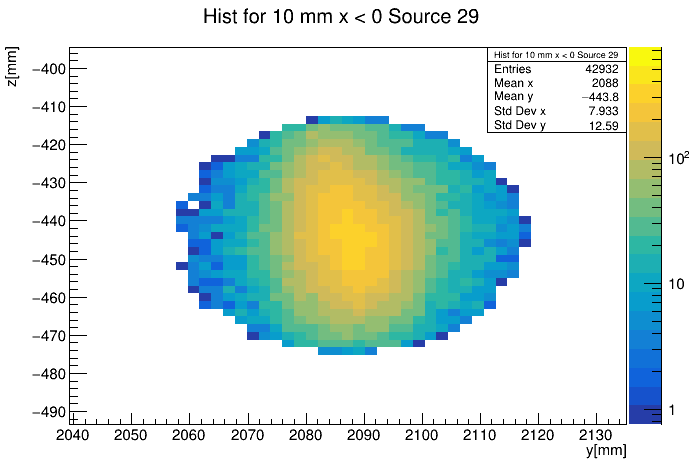 Hist for 10 mm x < 0 Source 29
z[mm]
Hist for 10 mm x < 0 Source 29
Entries 42932
Mean x 2088
Mean y −443.8
Std Dev x 7.933
Std Dev y 12.59
−400
−410
−420
−430
−440
−450
−460
−470
−480
−490
10²
10
1
2040 2050 2060 2070 2080 2090 2100 2110 2120 2130
y[mm]